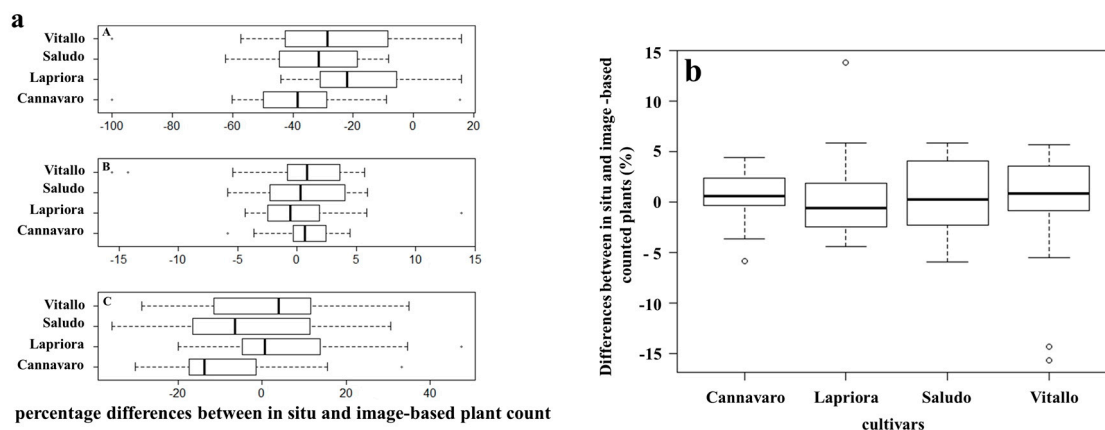 a
A
Vitallo
Saludo
Lapriora
Cannavaro
-100 -80 -60 -40 -20 0 20
B
Vitallo
Saludo
Lapriora
Cannavaro
-15 -10 -5 0 5 10 15
C
Vitallo
Saludo
Lapriora
Cannavaro
-20 0 20 40
percentage differences between in situ and image-based plant count
b
Differences between in situ and image -based
counted plants (%)
15
10
5
0
- 5
-10
-15
Cannavaro Lapriora Saludo Vitallo
cultivars